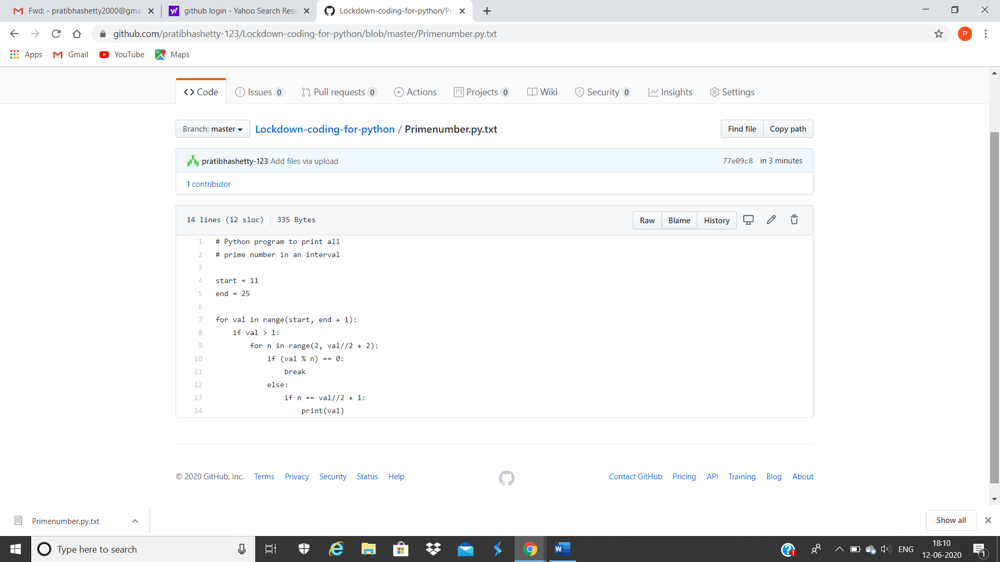 Fwd: - pratibhashetty2000@gmai
github login - Yahoo Search Resu
Lockdown-coding-for-python/Pri
github.com/pratibhashetty-123/Lockdown-coding-for-python/blob/master/Primenumber.py.txt
P
Apps Gmail YouTube Maps
<> Code Issues 0 Pull requests 0 Actions Projects 0 Wiki Security 0 Insights Settings
Branch: master Lockdown-coding-for-python / Primenumber.py.txt Find file Copy path
pratibhashetty-123 Add files via upload 77e09c8 in 3 minutes
1 contributor
14 lines (12 sloc) 335 Bytes Raw Blame History
1 # Python program to print all
2 # prime number in an interval
3
4 start = 11
5 end = 25
6
7 for val in range(start, end + 1):
8     if val > 1:
9         for n in range(2, val//2 + 2):
10             if (val % n) == 0:
11                 break
12             else:
13                 if n == val//2 + 1:
14                     print(val)
© 2020 GitHub, Inc. Terms Privacy Security Status Help Contact GitHub Pricing API Training Blog About
Primenumber.py.txt Show all
Type here to search
ENG
18:10
12-06-2020
1